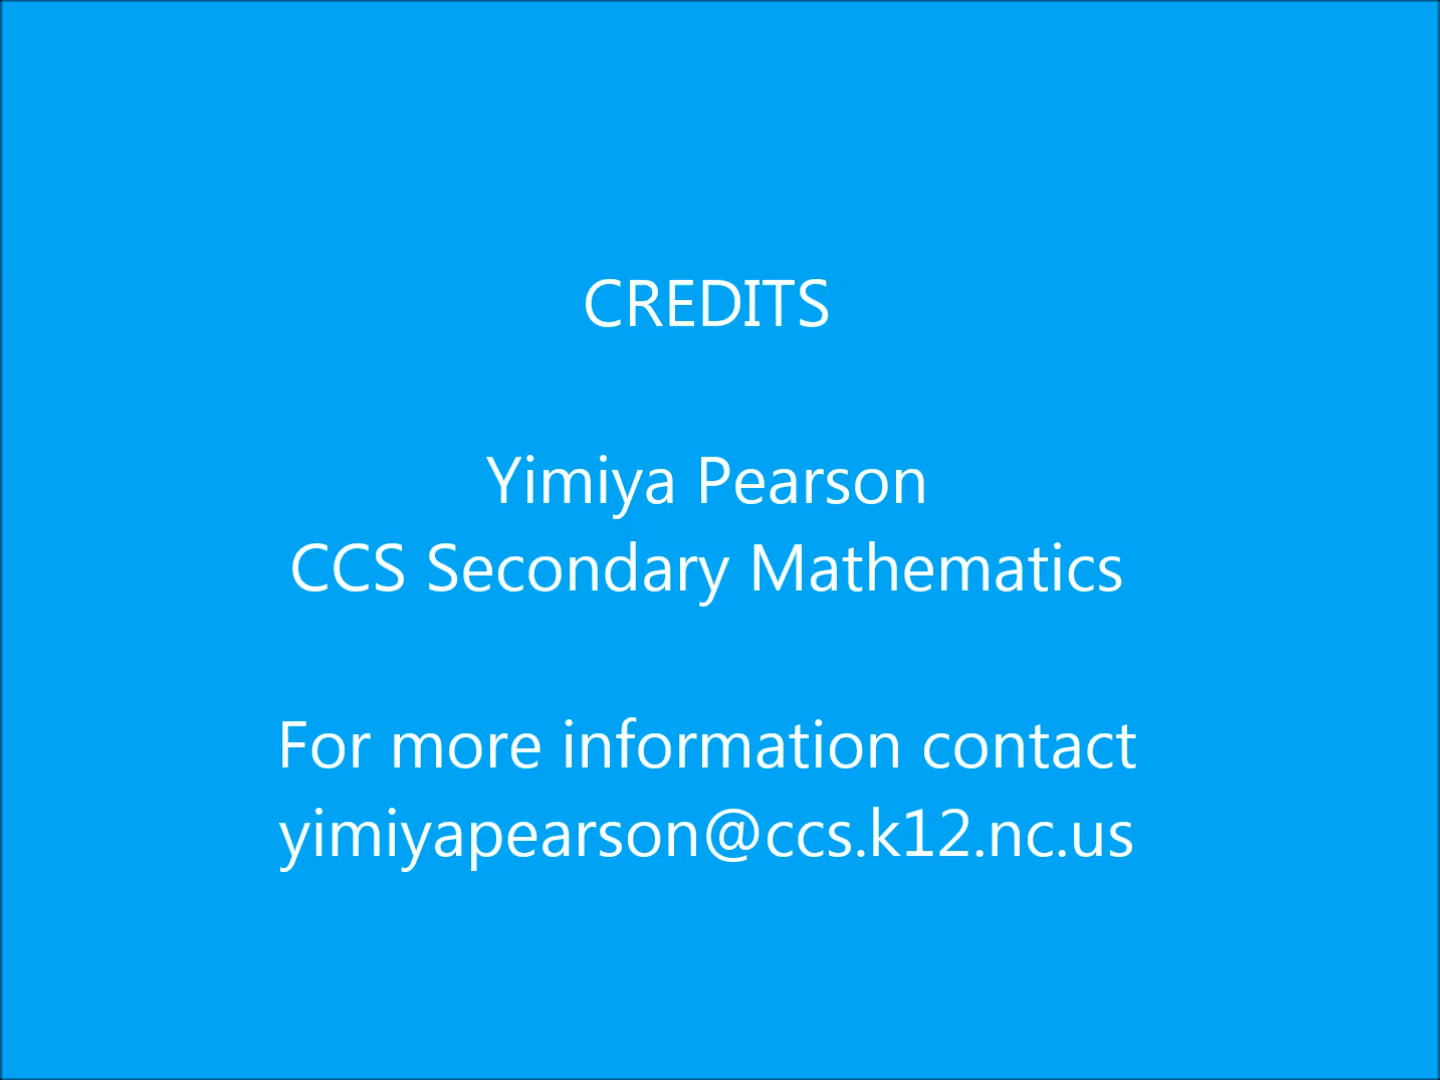 CREDITS
Yimiya Pearson
CCS Secondary Mathematics
For more information contact
yimiyapearson@ccs.k12.nc.us